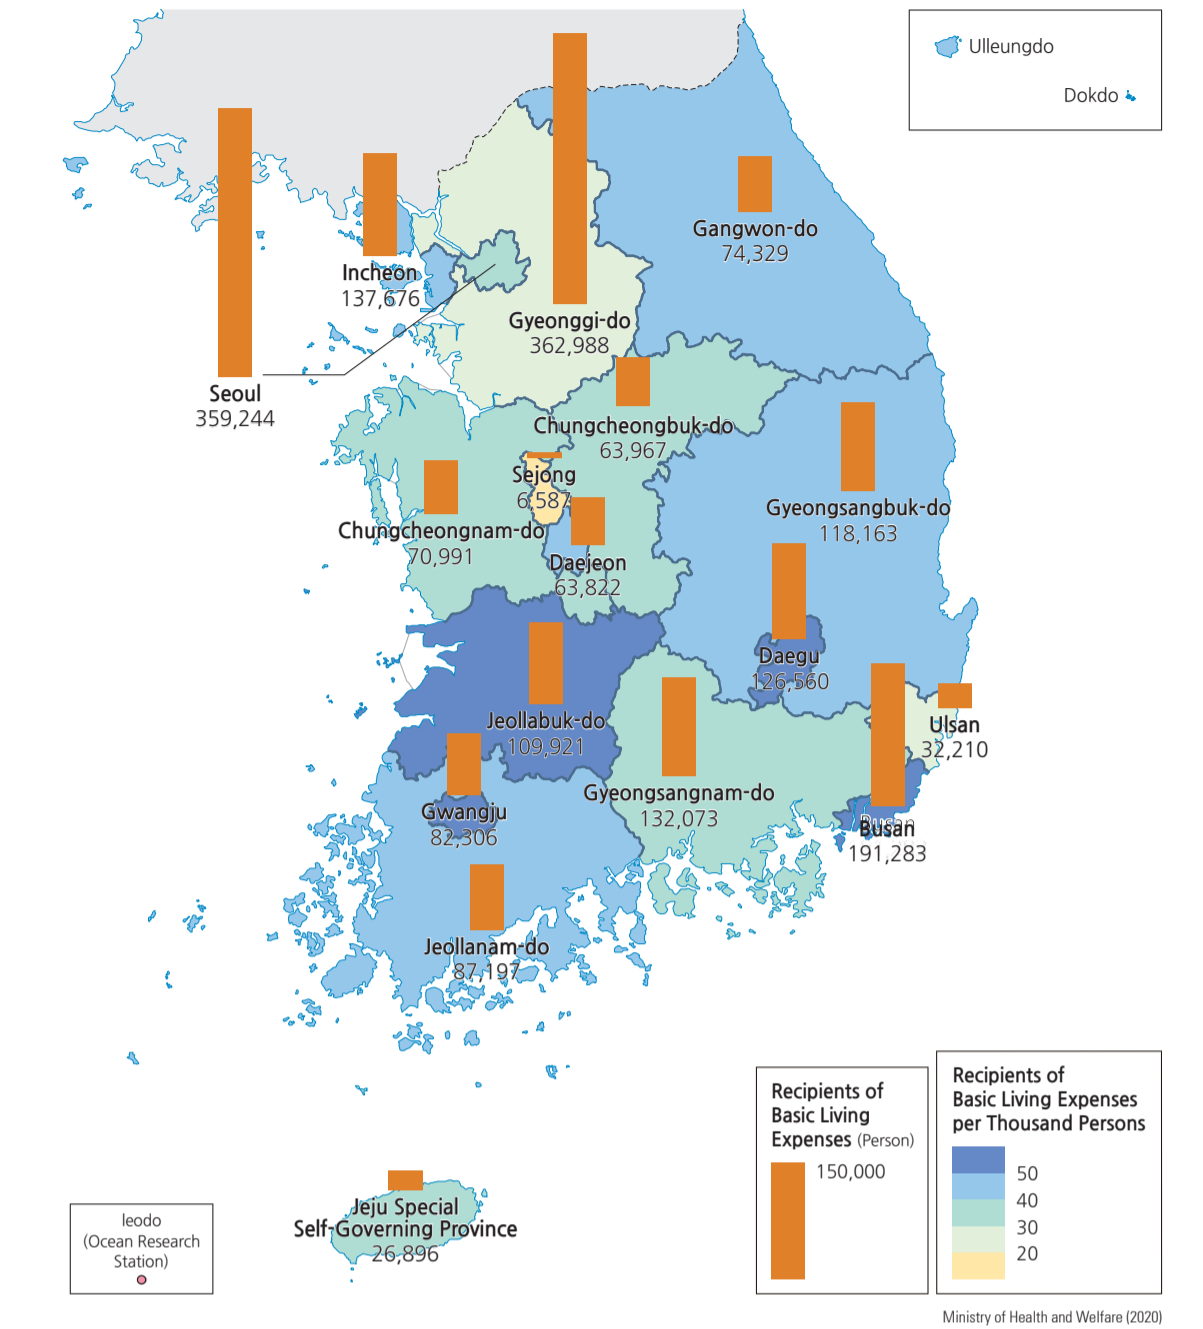 Ulleungdo
Dokdo
Gangwon-do
74,329
Incheon
137,676
Gyeonggi-do
362,988
Seoul
359,244
Chungcheongbuk-do
63,967
Sejong
6,587
Gyeongsangbuk-do
118,163
Chungcheongnam-do
70,991
Daejeon
63,822
Daegu
126,560
Jeollabuk-do
109,921
Ulsan
32,210
Gyeongsangnam-do
132,073
Gwangju
82,306
Busan
Busan
191,283
Jeollanam-do
87,197
Jeju Special
Self-Governing Province
26,896
Ieodo
(Ocean Research
Station)
Recipients of
Basic Living
Expenses (Person)
150,000
Recipients of
Basic Living Expenses
per Thousand Persons
50
40
30
20
Ministry of Health and Welfare (2020)